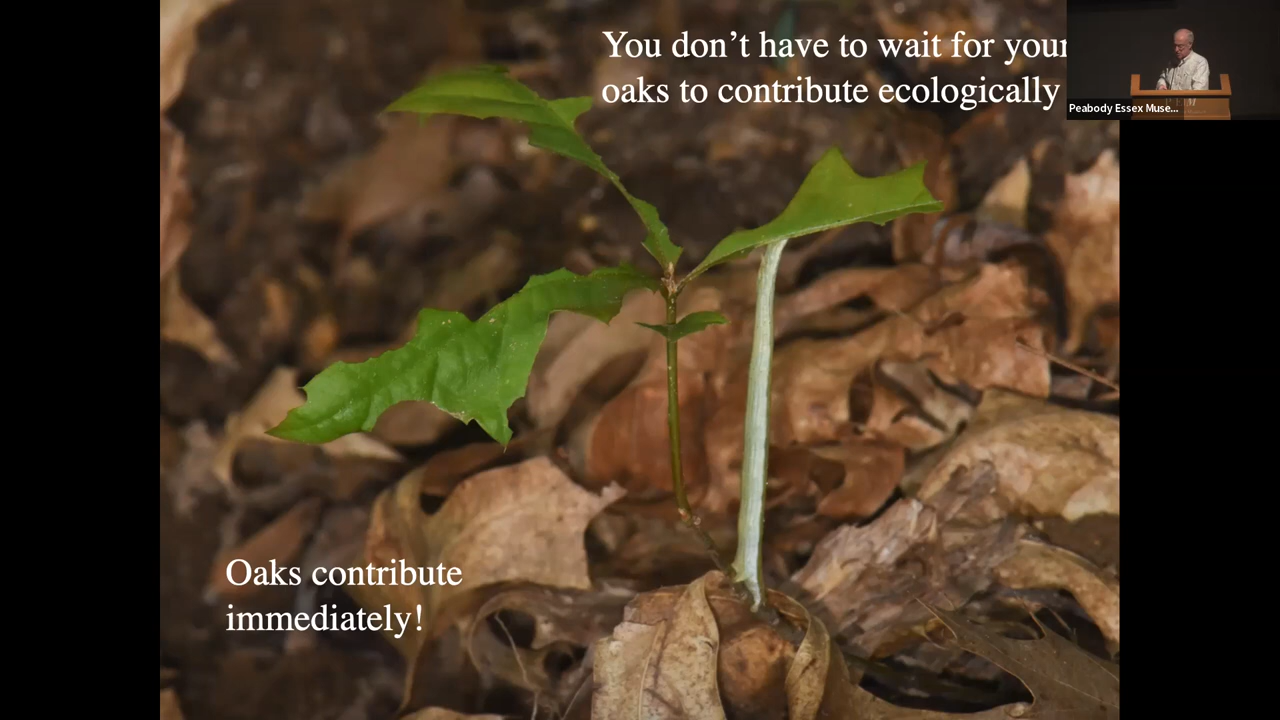 You don't have to wait for your
oaks to contribute ecologically
Peabody Essex Muse...
Oaks contribute
immediately!